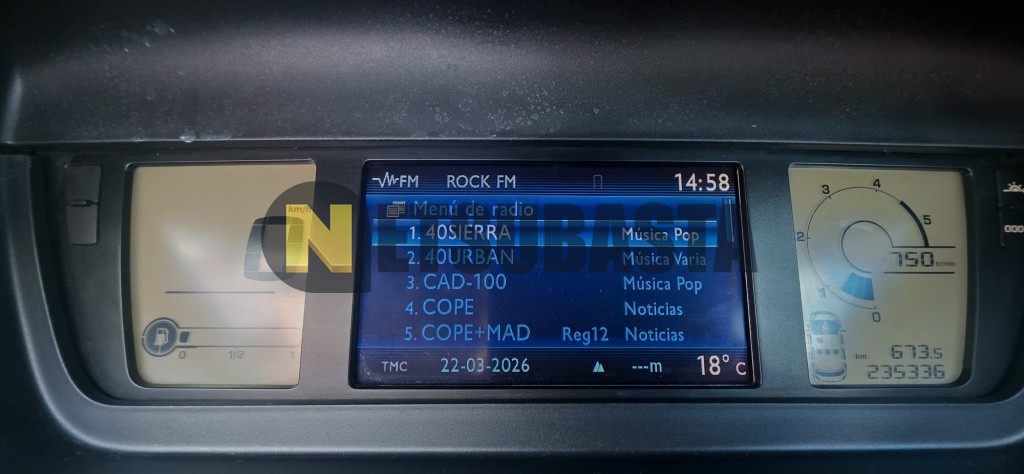 FM ROCK FM 14:58
Menú de radio
1. 40SIERRA Música Pop
2. 40URBAN Música Varia
3. CAD-100 Música Pop
4. COPE Noticias
5. COPE+MAD Reg12 Noticias
TMC 22-03-2026 ---m 18° C
km/h
0 1/2 1
3 4 5
2
750
1
0
km 673.5
235336
NETSUBASTA